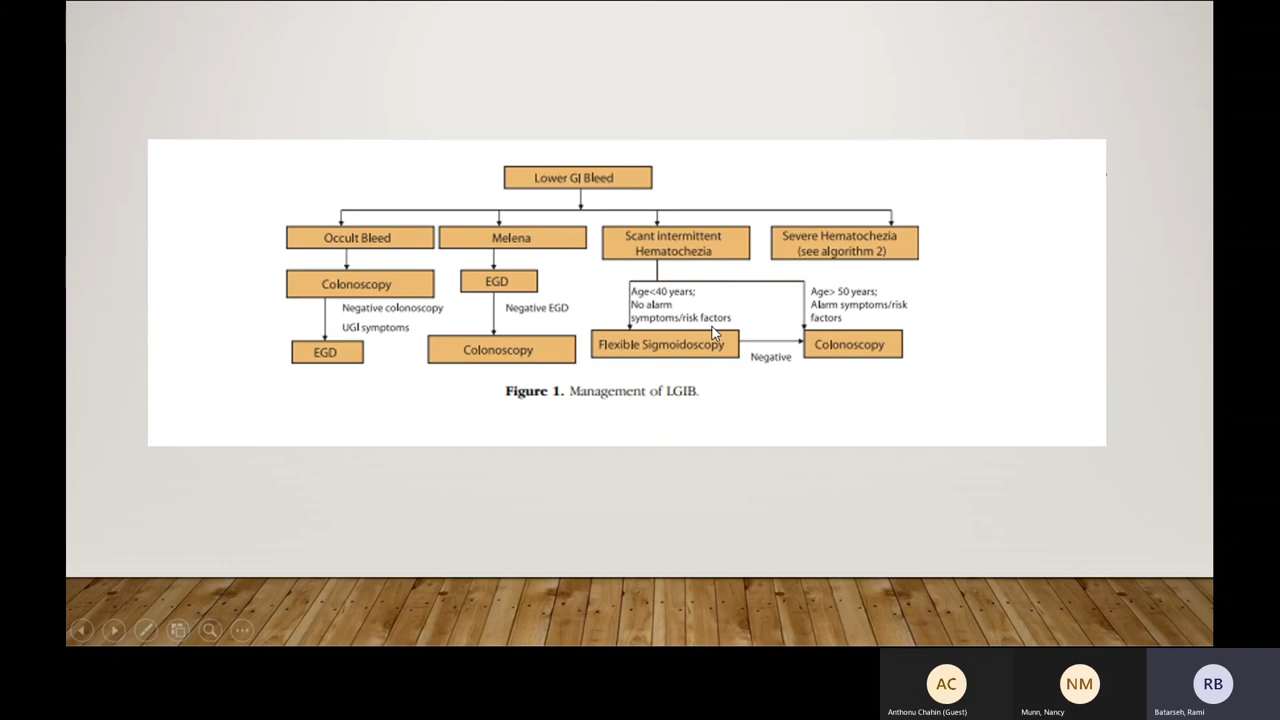 Lower GI Bleed
Occult Bleed
Melena
Scant intermittent
Hematochezia
Severe Hematochezia
(see algorithm 2)
Colonoscopy
EGD
Age<40 years;
No alarm
symptoms/risk factors
Age> 50 years;
Alarm symptoms/risk
factors
Negative colonoscopy
UGI symptoms
Negative EGD
EGD
Colonoscopy
Flexible Sigmoidoscopy
Negative
Colonoscopy
Figure 1. Management of LGIB.
AC
NM
RB
Anthonu Chahin (Guest)
Munn, Nancy
Batarseh, Rami